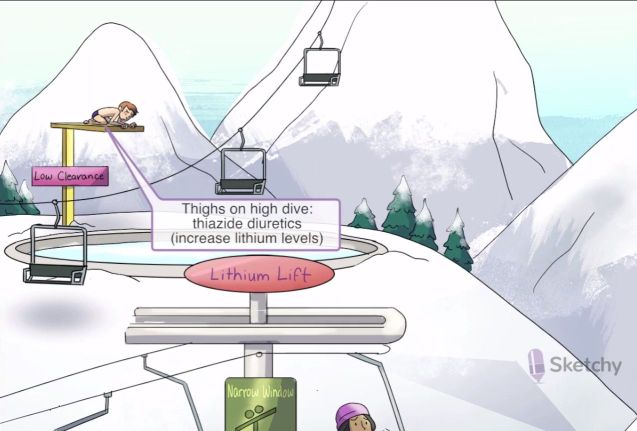 Low Clearance
Thighs on high dive:
thiazide diuretics
(increase lithium levels)
Lithium Lift
Sketchy
Narrow Window